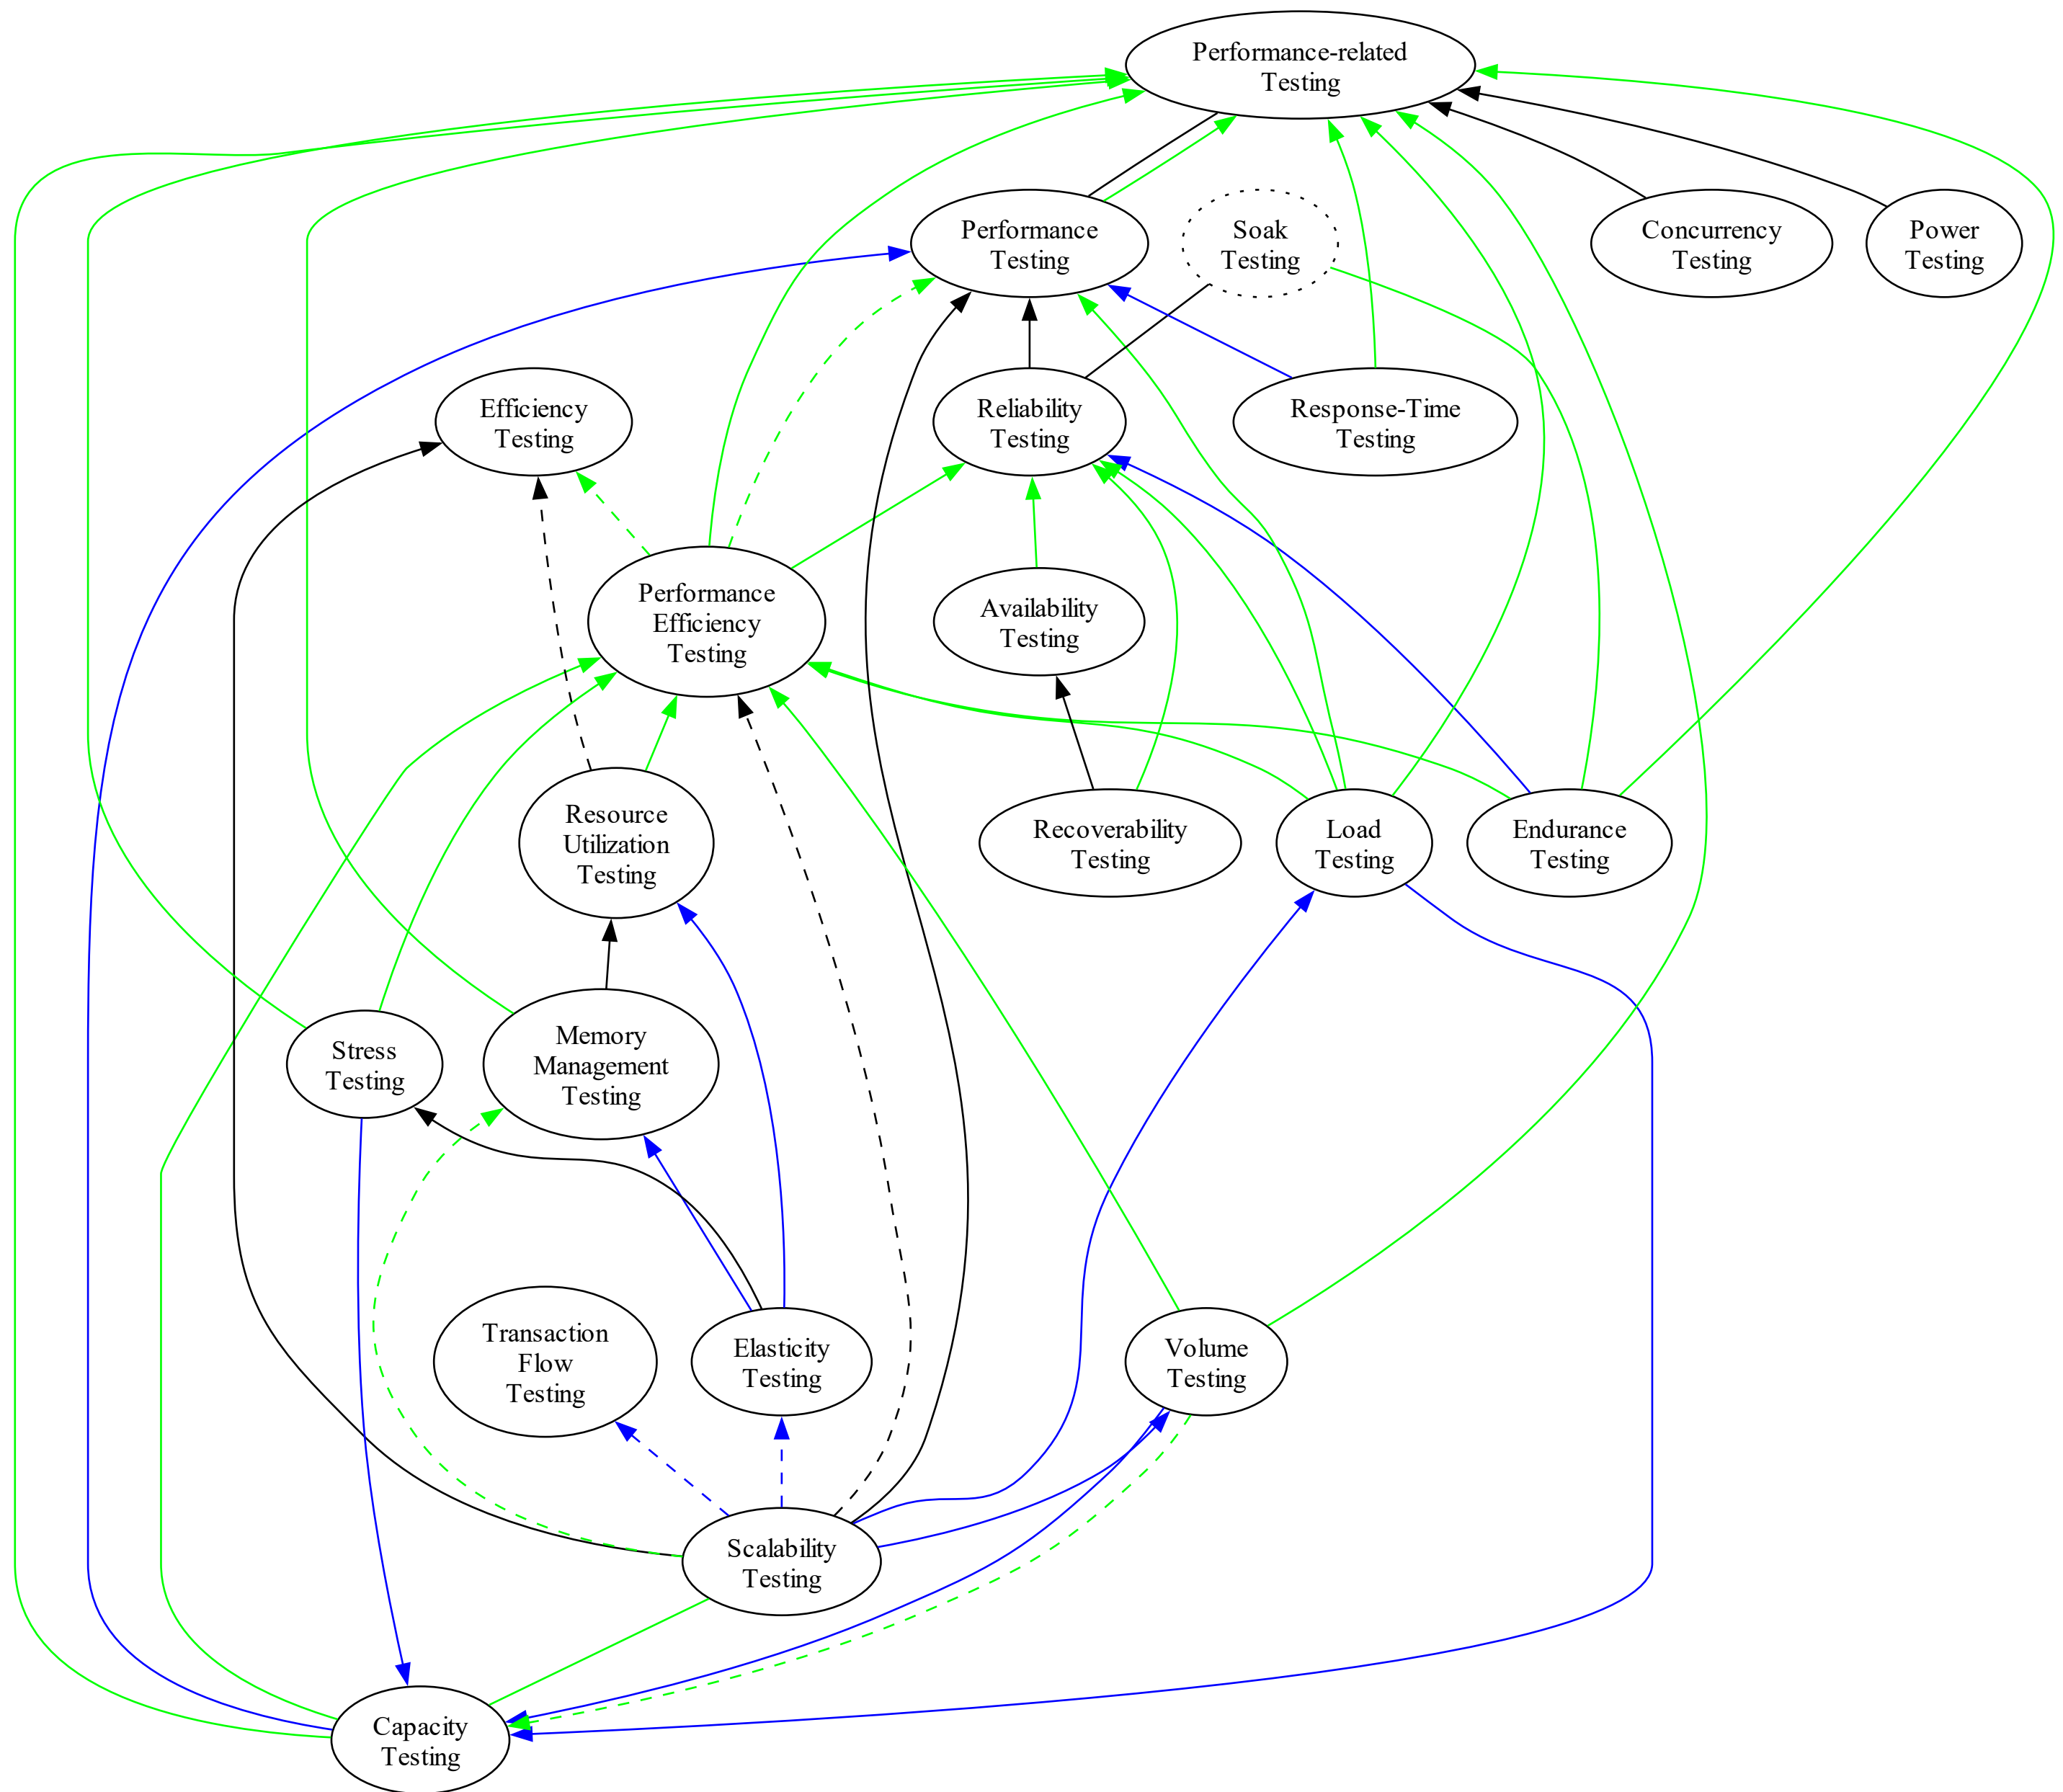 Performance-related
Testing
Performance
Testing
Soak
Testing
Concurrency
Testing
Power
Testing
Efficiency
Testing
Reliability
Testing
Response-Time
Testing
Performance
Efficiency
Testing
Availability
Testing
Resource
Utilization
Testing
Recoverability
Testing
Load
Testing
Endurance
Testing
Stress
Testing
Memory
Management
Testing
Transaction
Flow
Testing
Elasticity
Testing
Volume
Testing
Scalability
Testing
Capacity
Testing